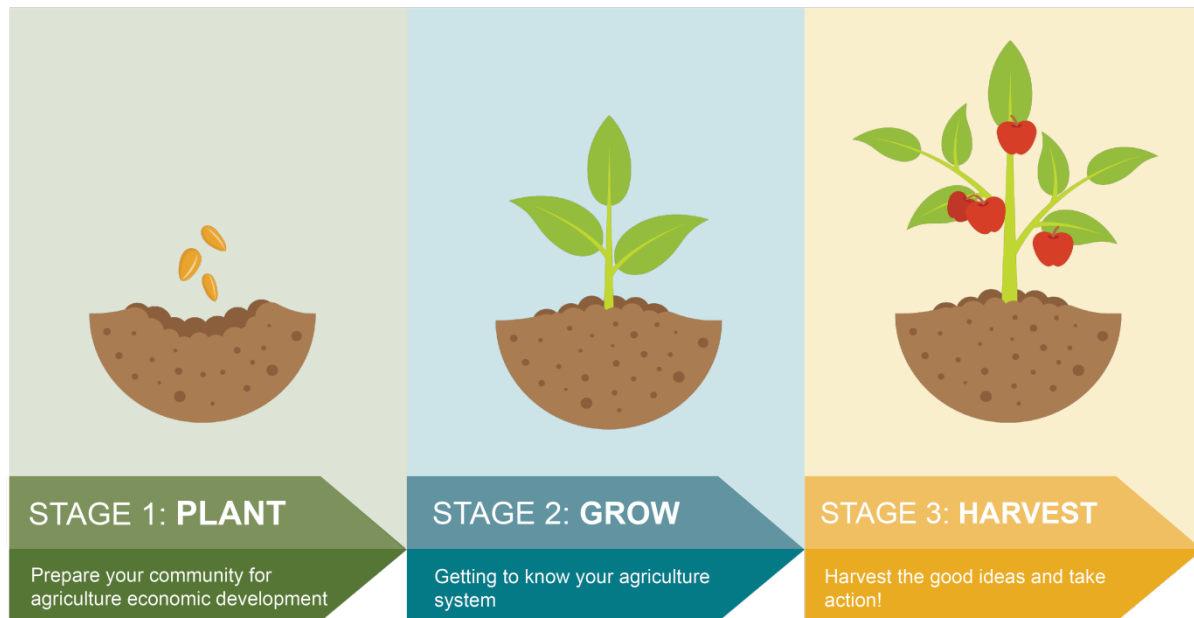 STAGE 1: PLANT
Prepare your community for
agriculture economic development
STAGE 2: GROW
Getting to know your agriculture
system
STAGE 3: HARVEST
Harvest the good ideas and take
action!